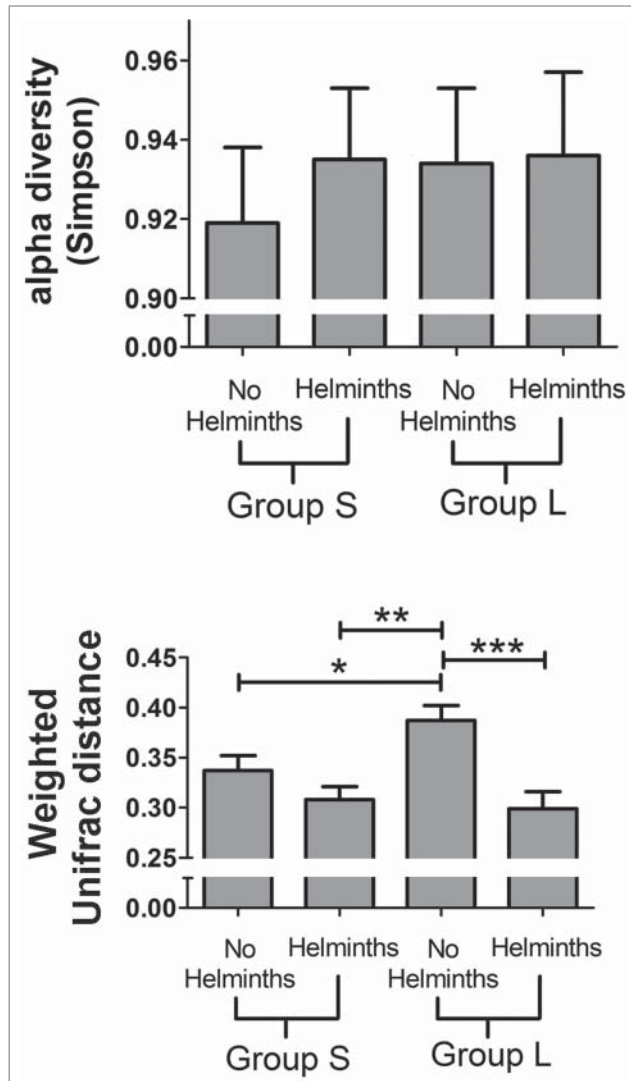 alpha diversity
(Simpson)
0.96
0.94
0.92
0.90
0.00
No
Helminths
Helminths
No
Helminths
Helminths
Group S
Group L
Weighted
Unifrac distance
**
***
*
0.45
0.40
0.35
0.30
0.25
0.00
No
Helminths
Helminths
No
Helminths
Helminths
Group S
Group L